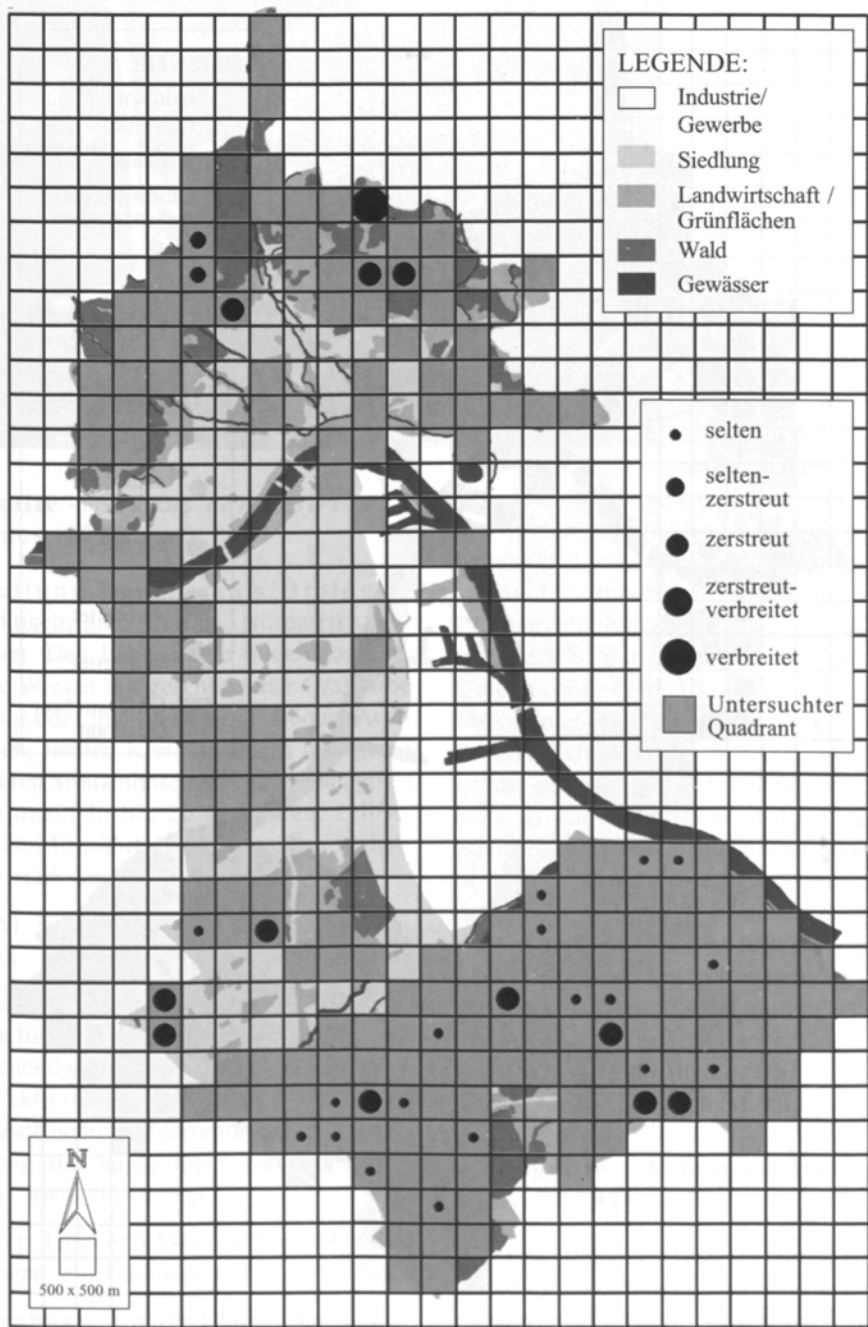 LEGENDE:
Industrie/
Gewerbe
Siedlung
Landwirtschaft /
Grünflächen
Wald
Gewässer
selten
selten-
zerstreut
zerstreut
zerstreut-
verbreitet
verbreitet
Untersuchter
Quadrant
N
500 x 500 m